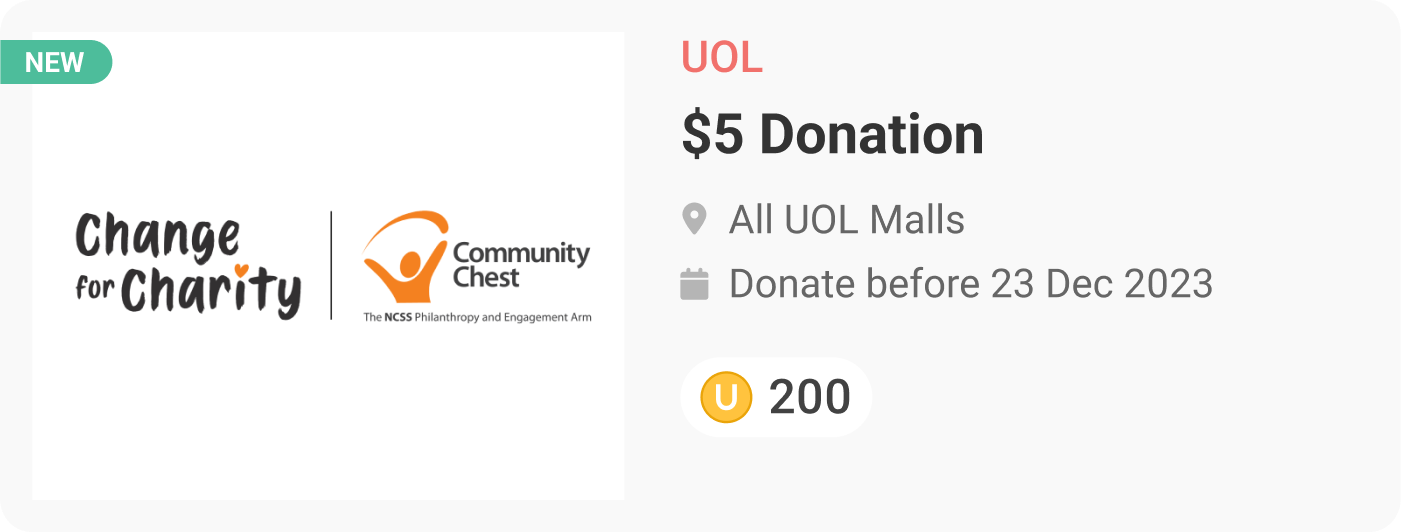 NEW
Change
for Charity
Community
Chest
The NCSS Philanthropy and Engagement Arm
UOL
$5 Donation
All UOL Malls
Donate before 23 Dec 2023
U 200